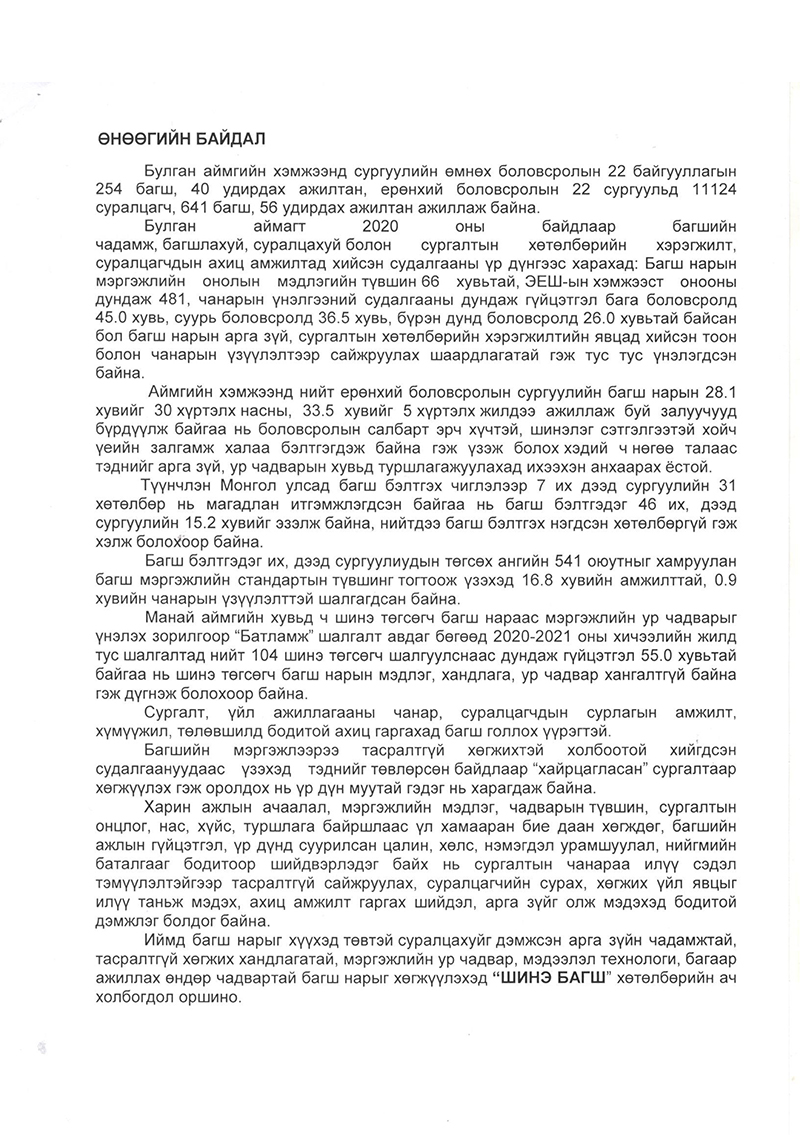 ӨНӨӨГИЙН БАЙДАЛ
Булган аймгийн хэмжээнд сургуулийн өмнөх боловсролын 22 байгууллагын
254 багш, 40 удирдах ажилтан, ерөнхий боловсролын 22 сургуульд 11124
суралцагч, 641 багш, 56 удирдах ажилтан ажиллаж байна.
Булган аймагт 2020 оны байдлаар багшийн
чадамж, багшлахуй, суралцахуй болон сургалтын хөтөлбөрийн хэрэгжилт,
суралцагчдын ахиц амжилтад хийсэн судалгааны үр дүнгээс харахад: Багш нарын
мэргэжлийн онолын мэдлэгийн түвшин 66 хувьтай, ЭЕШ-ын хэмжээст онооны
дундаж 481, чанарын үнэлгээний судалгааны дундаж гүйцэтгэл бага боловсролд
45.0 хувь, суурь боловсролд 36.5 хувь, бүрэн дунд боловсролд 26.0 хувьтай байсан
бол багш нарын арга зүй, сургалтын хөтөлбөрийн хэрэгжилтийн явцад хийсэн тоон
болон чанарын үзүүлэлтээр сайжруулах шаардлагатай гэж тус тус үнэлэгдсэн
байна.
Аймгийн хэмжээнд нийт ерөнхий боловсролын сургуулийн багш нарын 28.1
хувийг 30 хүртэлх насны, 33.5 хувийг 5 хүртэлх жилдээ ажиллаж буй залуучууд
бүрдүүлж байгаа нь боловсролын салбарт эрч хүчтэй, шинэлэг сэтгэлгээтэй хойч
үеийн залгамж халаа бэлтгэгдэж байна гэж үзэж болох хэдий ч нөгөө талаас
тэдний арга зүй, ур чадварын хувьд туршлагажуулахад ихээхэн анхаарах ёстой.
Түүнчлэн Монгол улсад багш бэлтгэх чиглэлээр 7 их дээд сургуулийн 31
хөтөлбөр нь магадлан итгэмжлэгдсэн байгаа нь багш бэлтгэдэг 46 их, дээд
сургуулийн 15.2 хувийг эзэлж байна, нийтдээ багш бэлтгэх нэгдсэн хөтөлбөргүй гэж
хэлж болохоор байна.
Багш бэлтгэдэг их, дээд сургуулиудын төгсөх ангийн 541 оюутныг хамруулан
багш мэргэжлийн стандартын түвшинг тогтоож үзэхэд 16.8 хувийн амжилттай, 0.9
хувийн чанарын үзүүлэлттэй шалгагдсан байна.
Манай аймгийн хувьд ч шинэ төгсөгч багш нараас мэргэжлийн ур чадварыг
үнэлэх зорилгоор “Батламж” шалгалт авдаг бөгөөд 2020-2021 оны хичээлийн жилд
тус шалгалтад нийт 104 шинэ төгсөгч шалгуулснаас дундаж гүйцэтгэл 55.0 хувьтай
байгаа нь шинэ төгсөгч багш нарын мэдлэг, хандлага, ур чадвар хангалтгүй байна
гэж дүгнэж болохоор байна.
Сургалт, үйл ажиллагааны чанар, суралцагчдын сурлагын амжилт,
хүмүүжил, төлөвшилд бодитой ахиц гаргахад багш голлох үүрэгтэй.
Багшийн мэргэжлээрээ тасралтгүй хөгжихтэй холбоотой хийгдсэн
судалгаануудаас үзэхэд тэднийг төвлөрсөн байдлаар “хайрцагласан” сургалтаар
хөгжүүлэх гэж оролдох нь үр дүн муутай гэдэг нь харагдаж байна.
Харин ажлын ачаалал, мэргэжлийн мэдлэг, чадварын түвшин, сургалтын
онцлог, нас, хүйс, туршлага байршлаас үл хамааран бие даан хөгждөг, багшийн
ажлын гүйцэтгэл, үр дүнд суурилсан цалин, хөлс, нэмэгдэл урамшуулал, нийгмийн
баталгааг бодитоор шийдвэрлэдэг байх нь сургалтын чанараа илүү сэдэл
тэмүүлэлтэйгээр тасралтгүй сайжруулах, суралцагчийн сурах, хөгжих үйл явцыг
илүү таньж мэдэх, ахиц амжилт гаргах шийдэл, арга зүйг олж мэдэхэд бодитой
дэмжлэг болдог байна.
Иймд багш нарыг хүүхэд төвтэй суралцахуйг дэмжсэн арга зүйн чадамжтай,
тасралтгүй хөгжих хандлагатай, мэргэжлийн ур чадвар, мэдээлэл технологи, багаар
ажиллах өндөр чадвартай багш нарыг хөгжүүлэхэд “ШИНЭ БАГШ” хөтөлбөрийн ач
холбогдол оршино.